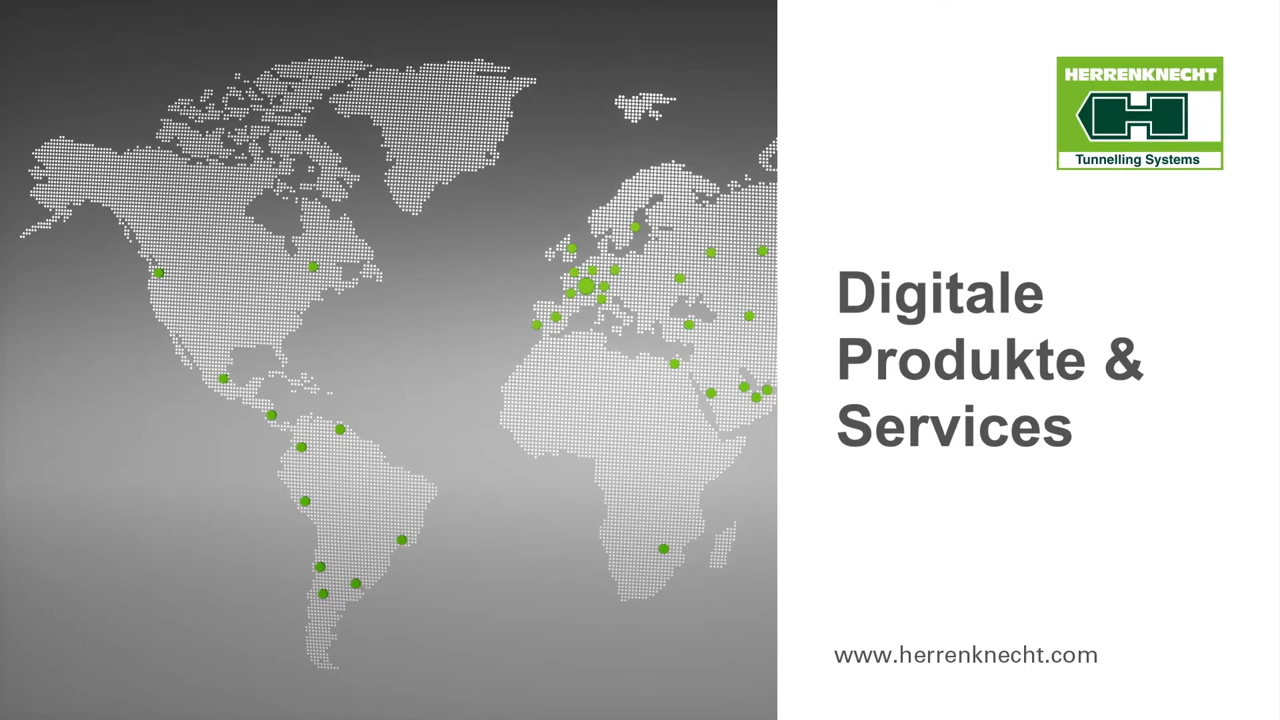 HERRENKNECHT
Tunnelling Systems
Digitale
Produkte &
Services
www.herrenknecht.com